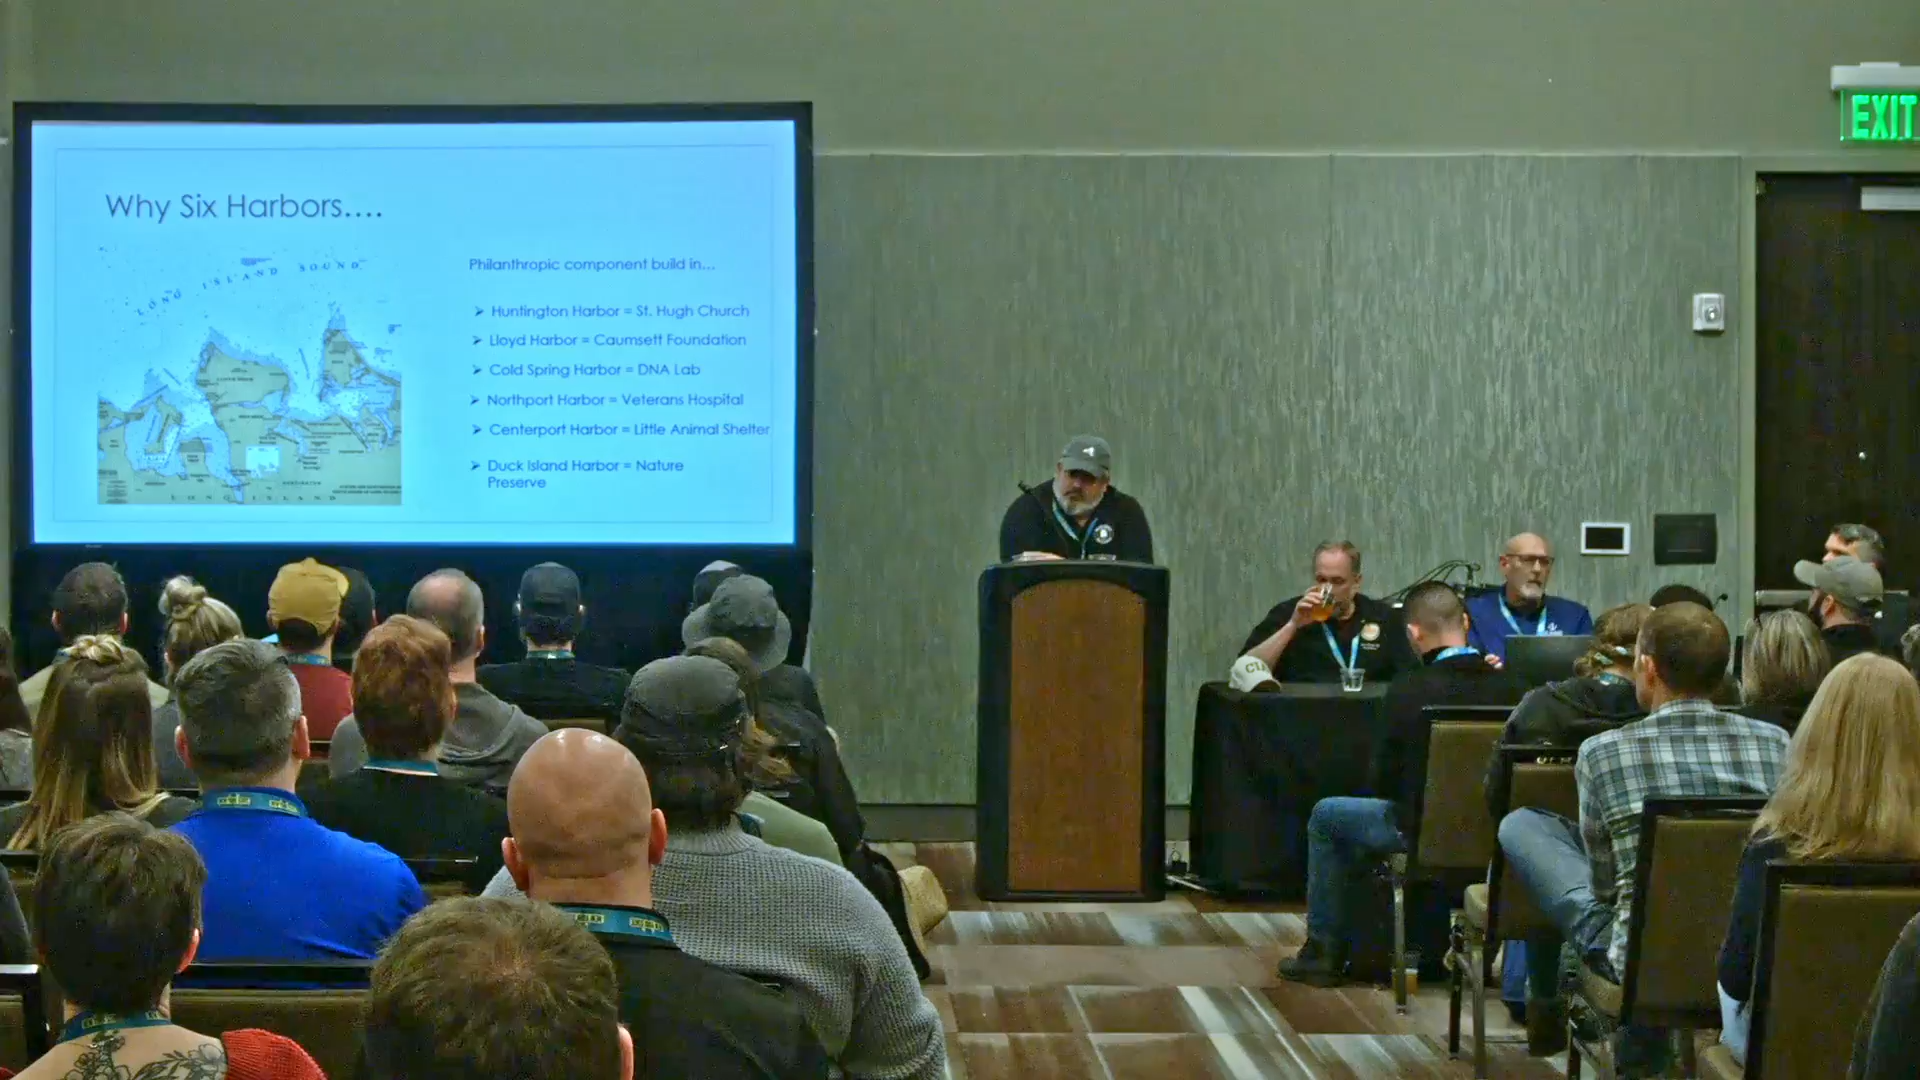 EXIT
Why Six Harbors....
LONG ISLAND SOUND
Philanthropic component build in...
➢ Huntington Harbor = St. Hugh Church
➢ Lloyd Harbor = Caumsett Foundation
➢ Cold Spring Harbor = DNA Lab
➢ Northport Harbor = Veterans Hospital
➢ Centerport Harbor = Little Animal Shelter
➢ Duck Island Harbor = Nature
Preserve
LONG ISLAND